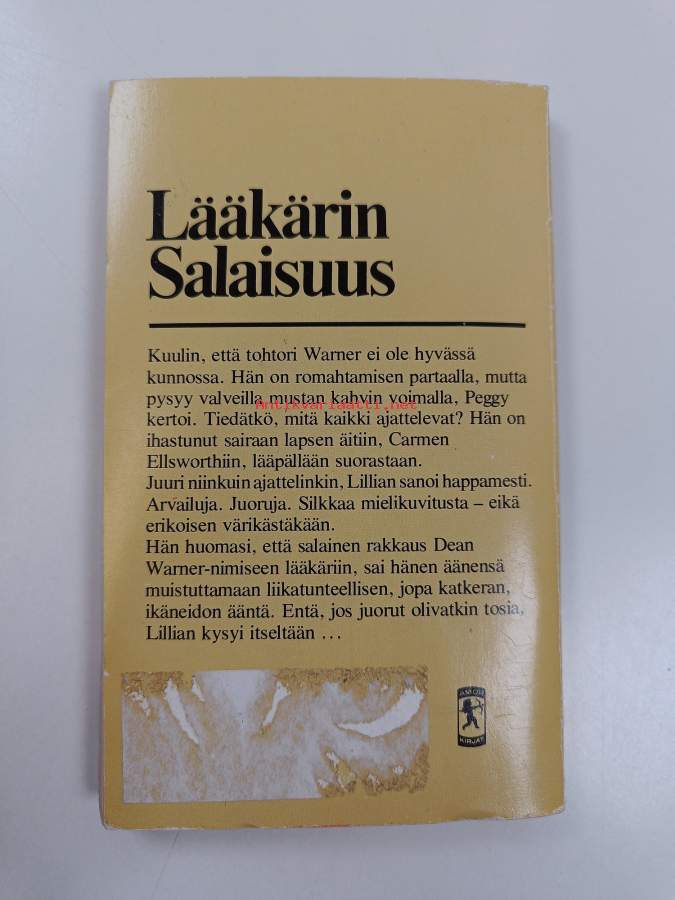 Lääkärin
Salaisuus
Kuulin, että tohtori Warner ei ole hyvässä
kunnossa. Hän on romahtamisen partaalla, mutta
pysyy valveilla mustan kahvin voimalla, Peggy
Antikvariaatti.net
kertoi. Tiedätkö, mitä kaikki ajattelevat? Hän on
ihastunut sairaan lapsen äitiin, Carmen
Ellsworthiin, lääpällään suorastaan.
Juuri niinkuin ajattelinkin, Lillian sanoi happamesti.
Arvailuja. Juoruja. Silkkaa mielikuvitusta – eikä
erikoisen värikästäkään.
Hän huomasi, että salainen rakkaus Dean
Warner-nimiseen lääkäriin, sai hänen äänensä
muistuttamaan liikatunteellisen, jopa katkeran,
ikäneidon ääntä. Entä, jos juorut olivatkin tosia,
Lillian kysyi itseltään ...
KIRJAT